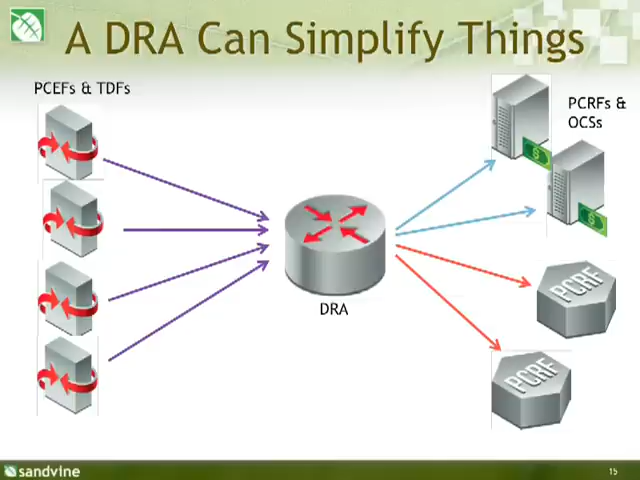 A DRA Can Simplify Things
PCEFs & TDFs
PCRFs &
OCSs
$
$
DRA
PCRF
PCRF
sandvine
15